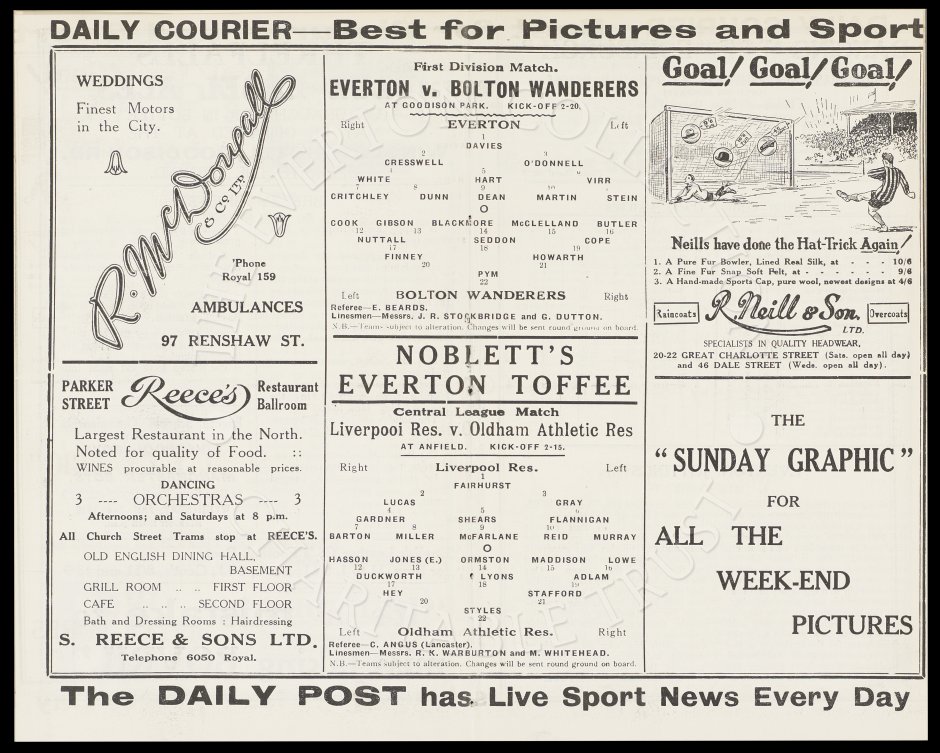 DAILY COURIER—Best for Pictures and Sport
WEDDINGS
Finest Motors
in the City.
R. McDougall
& Co LTD
'Phone
Royal 159
AMBULANCES
97 RENSHAW ST.
PARKER STREET Reece's Restaurant Ballroom
Largest Restaurant in the North.
Noted for quality of Food. ::
WINES procurable at reasonable prices.
DANCING
3 ---- ORCHESTRAS ---- 3
Afternoons; and Saturdays at 8 p.m.
All Church Street Trams stop at REECE'S.
OLD ENGLISH DINING HALL,
BASEMENT
GRILL ROOM .. .. FIRST FLOOR
CAFE .. .. .. SECOND FLOOR
Bath and Dressing Rooms : Hairdressing
S. REECE & SONS LTD.
Telephone 6050 Royal.
First Division Match.
EVERTON v. BOLTON WANDERERS
AT GOODISON PARK. KICK-OFF 2-20.
Right EVERTON Left
1
DAVIES
2 3
CRESSWELL O'DONNELL
4 5 6
WHITE HART VIRR
7 8 9 10 11
CRITCHLEY DUNN DEAN MARTIN STEIN
O
COOK GIBSON BLACKMORE McCLELLAND BUTLER
12 13 14 15 16
NUTTALL SEDDON COPE
17 18 19
FINNEY HOWARTH
20 21
PYM
22
Left BOLTON WANDERERS Right
Referee—E. BEARDS.
Linesmen—Messrs. J. R. STOCKBRIDGE and G. DUTTON.
N.B.—Teams subject to alteration. Changes will be sent round ground on board.
NOBLETT'S
EVERTON TOFFEE
Central League Match
Liverpool Res. v. Oldham Athletic Res
AT ANFIELD. KICK-OFF 2-15.
Right Liverpool Res. Left
1
FAIRHURST
2 3
LUCAS GRAY
4 5 6
GARDNER SHEARS FLANNIGAN
7 8 9 10 11
BARTON MILLER McFARLANE REID MURRAY
O
HASSON JONES (E.) ORMSTON MADDISON LOWE
12 13 14 15 16
DUCKWORTH LYONS ADLAM
17 18 19
HEY STAFFORD
20 21
STYLES
22
Left Oldham Athletic Res. Right
Referee—C. ANGUS (Lancaster).
Linesmen—Messrs. R. K. WARBURTON and M. WHITEHEAD.
N.B.—Teams subject to alteration. Changes will be sent round ground on board.
Goal! Goal! Goal!
Neills have done the Hat-Trick Again!
1. A Pure Fur Bowler, Lined Real Silk, at - - - - 10/6
2. A Fine Fur Snap Soft Pelt, at - - - - - 9/6
3. A Hand-made Sports Cap, pure wool, newest designs at 4/6
Raincoats R. Neill & Son. LTD. Overcoats
SPECIALISTS IN QUALITY HEADWEAR,
20-22 GREAT CHARLOTTE STREET (Sats. open all day)
and 46 DALE STREET (Weds. open all day).
THE
"SUNDAY GRAPHIC"
FOR
ALL THE
WEEK-END
PICTURES
The DAILY POST has Live Sport News Every Day